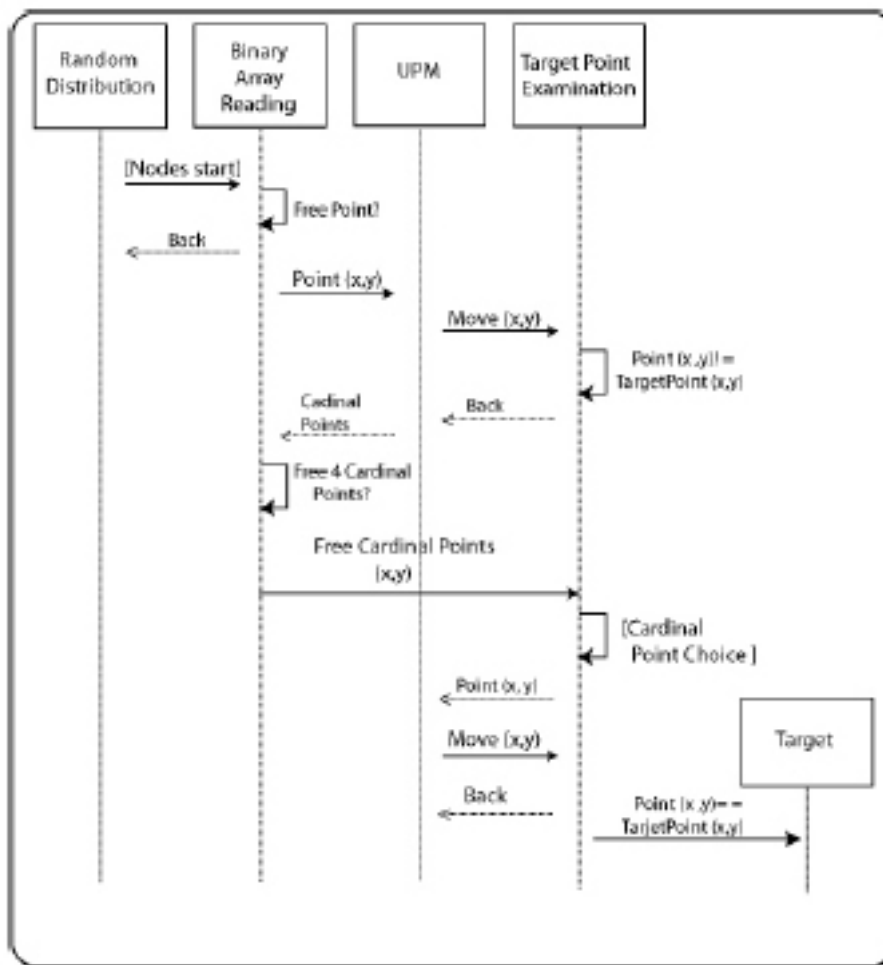 Random
Distribution
Binary
Array
Reading
UPM
Target Point
Examination
[Nodes start]
Free Point?
Back
Point (x,y)
Move (x,y)
Point (x,y)! =
TargetPoint (x,y)
Back
Cadinal
Points
Free 4 Cardinal
Points?
Free Cardinal Points
(x,y)
[Cardinal
Point Choice ]
Point (x, y)
Move (x,y)
Target
Back
Point (x,y)= =
TarjetPoint (x,y)